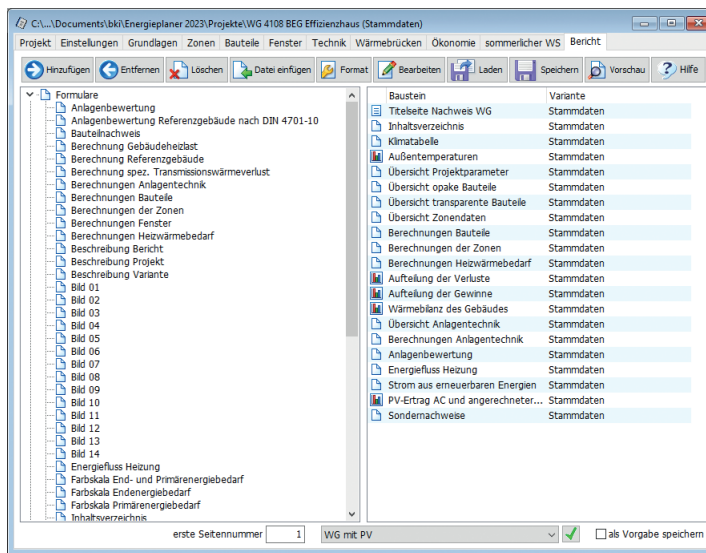 C:\...\Documents\bki\Energieplaner 2023\Projekte\WG 4108 BEG Effizienzhaus (Stammdaten)
Projekt Einstellungen Grundlagen Zonen Bauteile Fenster Technik Wärmebrücken Ökonomie sommerlicher WS Bericht
Hinzufügen Entfernen Löschen Datei einfügen Format Bearbeiten Laden Speichern Vorschau Hilfe
Formulare
Anlagenbewertung
Anlagenbewertung Referenzgebäude nach DIN 4701-10
Bauteilnachweis
Berechnung Gebäudeheizlast
Berechnung Referenzgebäude
Berechnung spez. Transmissionswärmeverlust
Berechnungen Anlagentechnik
Berechnungen Bauteile
Berechnungen der Zonen
Berechnungen Fenster
Berechnungen Heizwärmebedarf
Beschreibung Bericht
Beschreibung Projekt
Beschreibung Variante
Bild 01
Bild 02
Bild 03
Bild 04
Bild 05
Bild 06
Bild 07
Bild 08
Bild 09
Bild 10
Bild 11
Bild 12
Bild 13
Bild 14
Energiefluss Heizung
Farbskala End- und Primärenergiebedarf
Farbskala Endenergiebedarf
Farbskala Primärenergiebedarf
Inhaltsverzeichnis
Baustein Variante
Titelseite Nachweis WG Stammdaten
Inhaltsverzeichnis Stammdaten
Klimatabelle Stammdaten
Außentemperaturen Stammdaten
Übersicht Projektparameter Stammdaten
Übersicht opake Bauteile Stammdaten
Übersicht transparente Bauteile Stammdaten
Übersicht Zonendaten Stammdaten
Berechnungen Bauteile Stammdaten
Berechnungen der Zonen Stammdaten
Berechnungen Heizwärmebedarf Stammdaten
Aufteilung der Verluste Stammdaten
Aufteilung der Gewinne Stammdaten
Wärmebilanz des Gebäudes Stammdaten
Übersicht Anlagentechnik Stammdaten
Berechnungen Anlagentechnik Stammdaten
Anlagenbewertung Stammdaten
Energiefluss Heizung Stammdaten
Strom aus erneuerbaren Energien Stammdaten
PV-Ertrag AC und angerechneter... Stammdaten
Sondernachweise Stammdaten
erste Seitennummer 1 WG mit PV als Vorgabe speichern